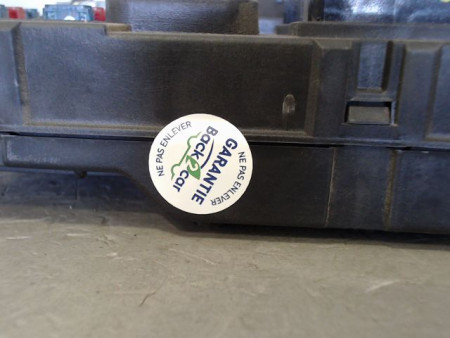 NE PAS ENLEVER
Back2car
GARANTIE
NE PAS ENLEVER